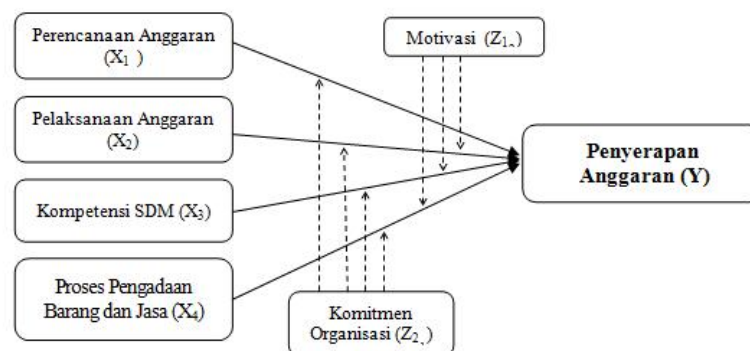 Perencanaan Anggaran
(X₁ )
Motivasi (Z₁..)
Pelaksanaan Anggaran
(X₂)
Penyerapan
Anggaran (Y)
Kompetensi SDM (X₃)
Proses Pengadaan
Barang dan Jasa (X₄)
Komitmen
Organisasi (Z₂.)